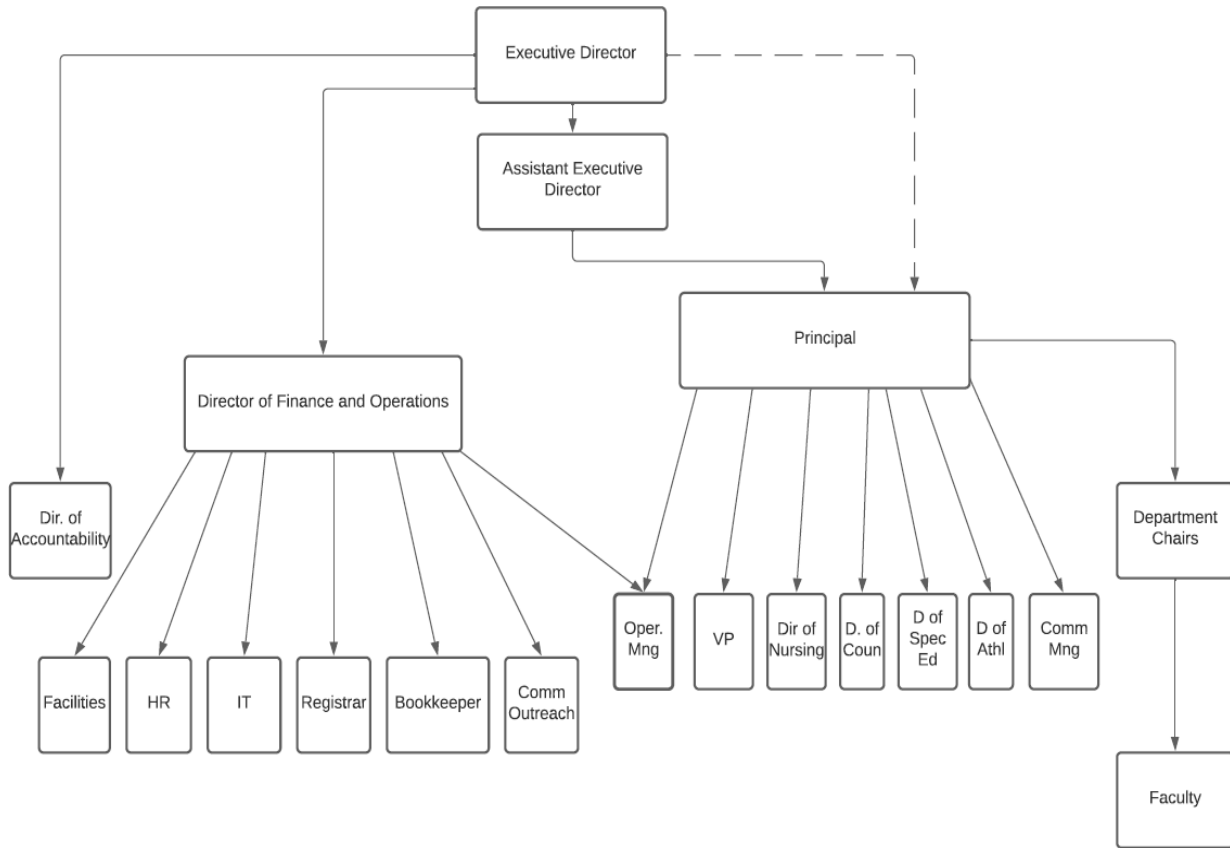 Executive Director
Assistant Executive
Director
Principal
Director of Finance and Operations
Dir. of
Accountability
Department
Chairs
Oper.
Mng
VP
Dir of
Nursing
D. of
Coun
D of
Spec
Ed
D of
Athl
Comm
Mng
Facilities
HR
IT
Registrar
Bookkeeper
Comm
Outreach
Faculty